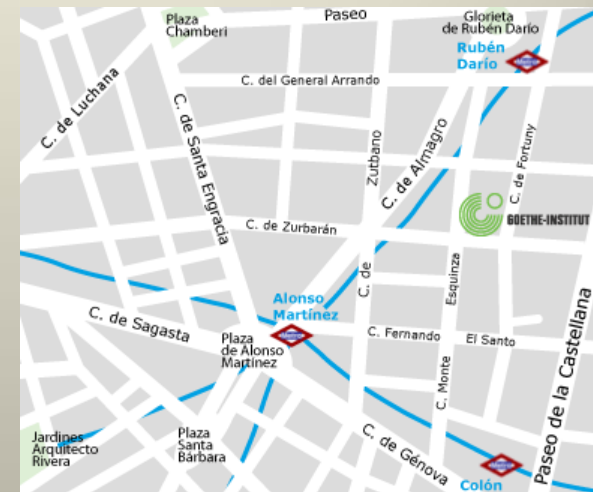 Plaza
Chamberi
Paseo
Glorieta
de Rubén Darío
Rubén
Darío
C. de Luchana
C. del General Arrando
C. de Santa Engracia
Zutbano
C. de
C. de Almagro
C. de Fortuny
GOETHE-INSTITUT
C. de Zurbarán
Esquinza
C. Monte
Alonso
Martínez
C. de Sagasta
Plaza
de Alonso
Martínez
C. Fernando
El Santo
Paseo de la Castellana
Jardines
Arquitecto
Rivera
Plaza
Santa
Bárbara
C. de Génova
Colón